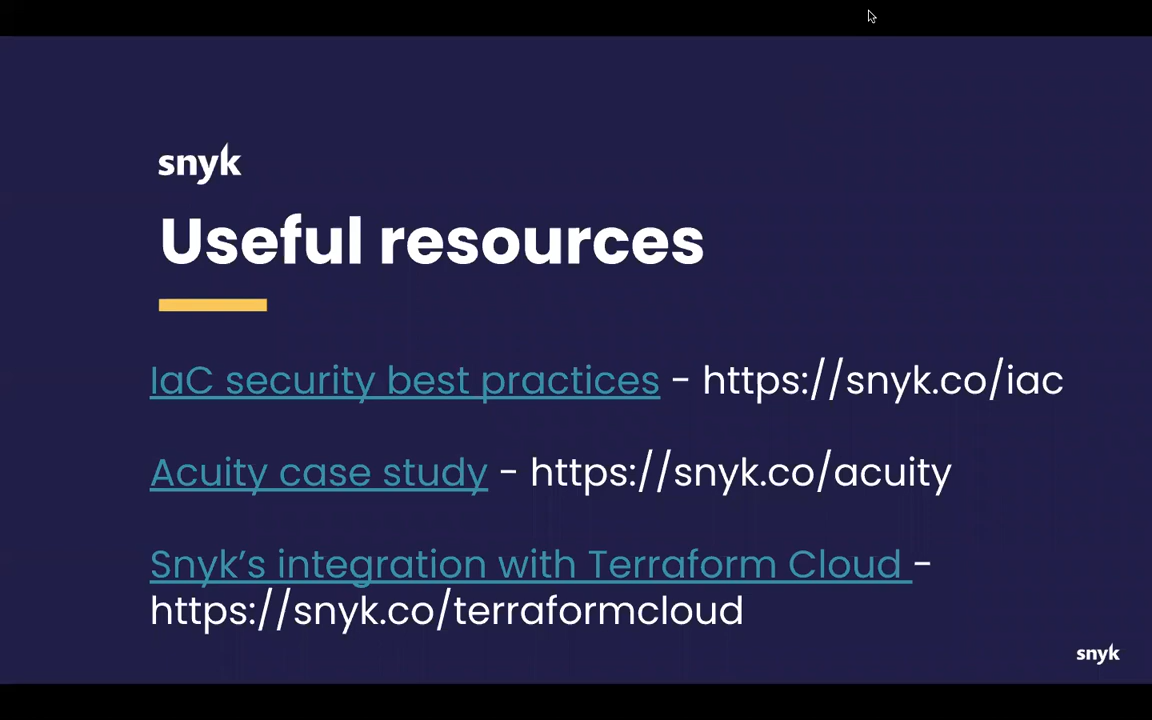 snyk
Useful resources
IaC security best practices - https://snyk.co/iac
Acuity case study - https://snyk.co/acuity
Snyk’s integration with Terraform Cloud -
https://snyk.co/terraformcloud
snyk